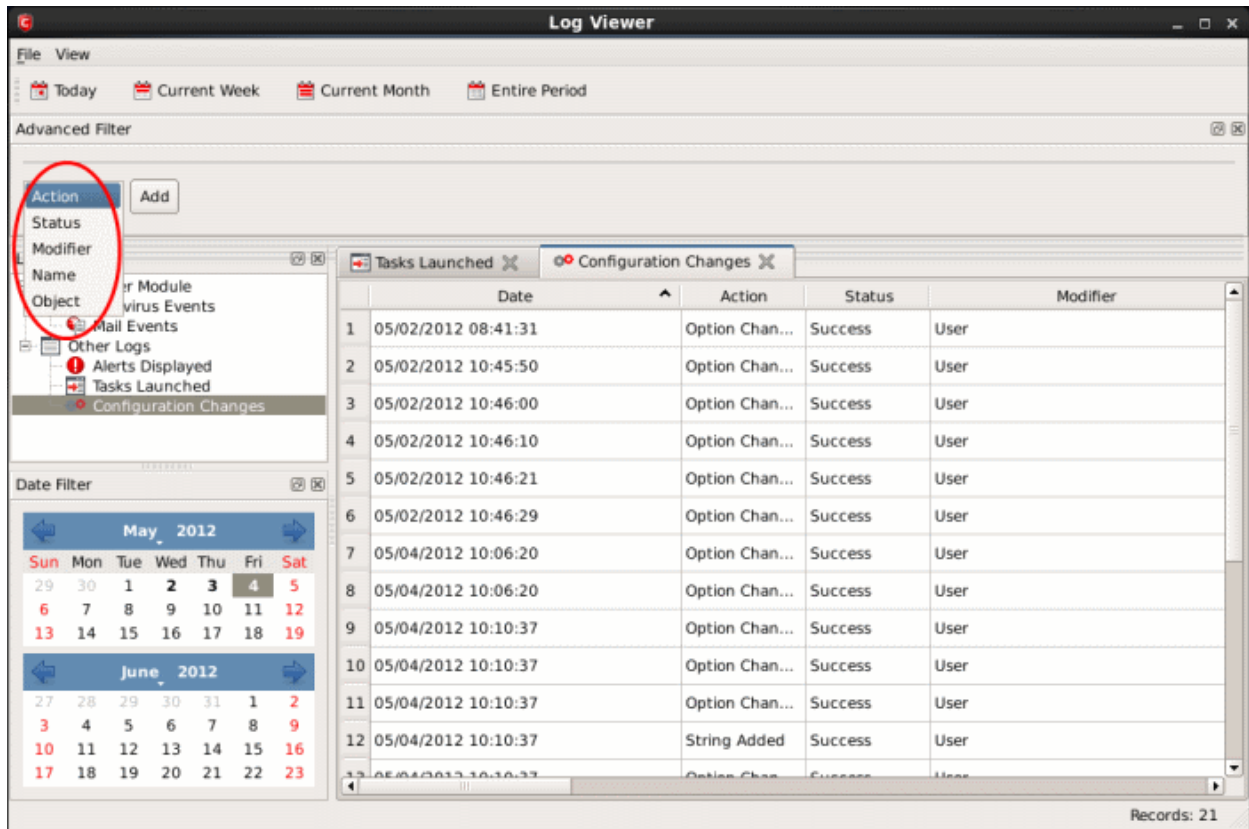 Log Viewer
File View
Today Current Week Current Month Entire Period
Advanced Filter
Action Add
Status
Modifier
Name
Object
Module
Events
Mail Events
Other Logs
Alerts Displayed
Tasks Launched
Configuration Changes
Tasks Launched Configuration Changes
Date Action Status Modifier
1 05/02/2012 08:41:31 Option Chan... Success User
2 05/02/2012 10:45:50 Option Chan... Success User
3 05/02/2012 10:46:00 Option Chan... Success User
4 05/02/2012 10:46:10 Option Chan... Success User
5 05/02/2012 10:46:21 Option Chan... Success User
6 05/02/2012 10:46:29 Option Chan... Success User
7 05/04/2012 10:06:20 Option Chan... Success User
8 05/04/2012 10:06:20 Option Chan... Success User
9 05/04/2012 10:10:37 Option Chan... Success User
10 05/04/2012 10:10:37 Option Chan... Success User
11 05/04/2012 10:10:37 Option Chan... Success User
12 05/04/2012 10:10:37 String Added Success User
Date Filter
May 2012
Sun Mon Tue Wed Thu Fri Sat
29 30 1 2 3 4 5
6 7 8 9 10 11 12
13 14 15 16 17 18 19
June 2012
27 28 29 30 31 1 2
3 4 5 6 7 8 9
10 11 12 13 14 15 16
17 18 19 20 21 22 23
Records: 21